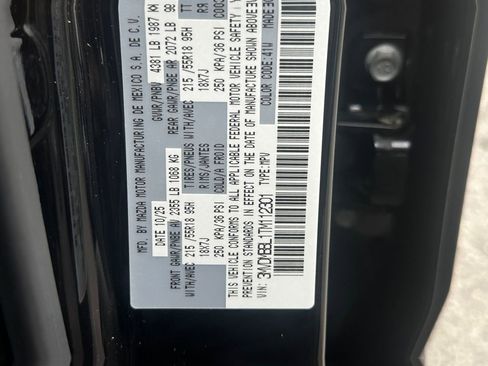 MFD. BY MAZDA MOTOR MANUFACTURING DE MEXICO S.A. DE C.V.
DATE 10/25 GVWR/PNBV 4381 LB 1987 KG
FRONT GAWR/PNBE AV 2355 LB 1068 KG REAR GAWR/PNBE AR 2072 LB
WITH/AVEC 215/55R18 95H TIRES/PNEUS WITH/AVEC 215/55R18 95H TT
18X7J RIMS/JANTES 18X7J RR
250 KPA/36 PSI COLD/A FROID 250 KPA/36 PSI
THIS VEHICLE CONFORMS TO ALL APPLICABLE FEDERAL MOTOR VEHICLE SAFETY
STANDARD IN EFFECT ON THE DATE OF MANUFACTURE SHOWN ABOVE
VIN: TYPE:MPV COLOR CODE:41W
MADE